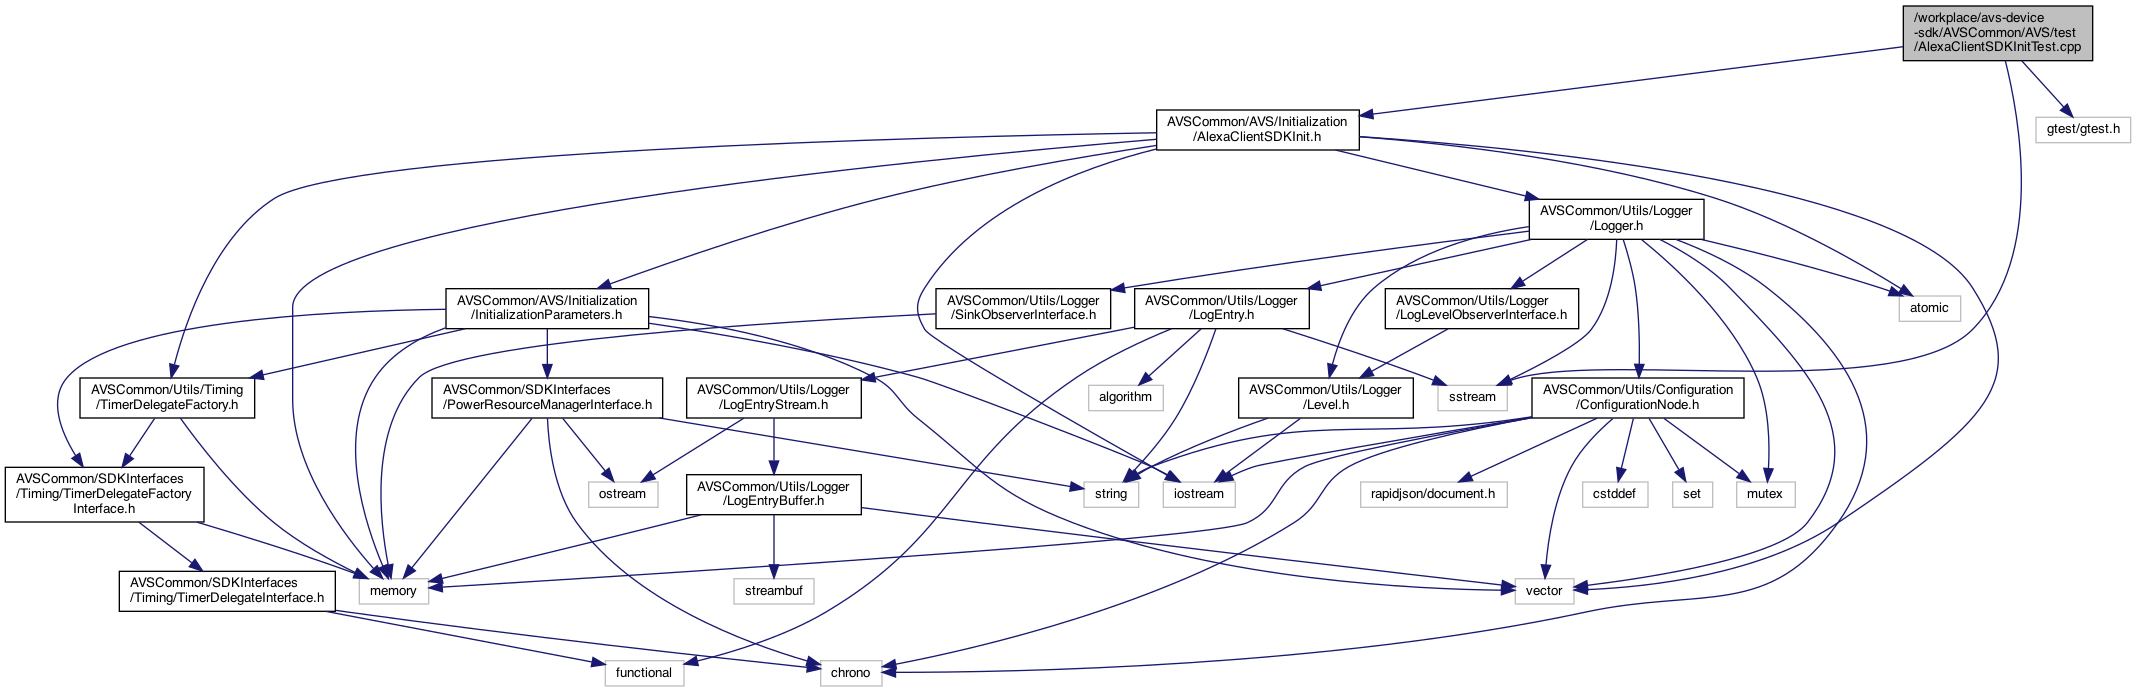 /workplace/avs-device
-sdk/AVSCommon/AVS/test
/AlexaClientSDKInitTest.cpp
AVSCommon/AVS/Initialization
/AlexaClientSDKInit.h
gtest/gtest.h
AVSCommon/Utils/Logger
/Logger.h
AVSCommon/AVS/Initialization
/InitializationParameters.h
AVSCommon/Utils/Logger
/SinkObserverInterface.h
AVSCommon/Utils/Logger
/LogEntry.h
AVSCommon/Utils/Logger
/LogLevelObserverInterface.h
atomic
AVSCommon/Utils/Timing
/TimerDelegateFactory.h
AVSCommon/SDKInterfaces
/PowerResourceManagerInterface.h
AVSCommon/Utils/Logger
/LogEntryStream.h
algorithm
AVSCommon/Utils/Logger
/Level.h
sstream
AVSCommon/Utils/Configuration
/ConfigurationNode.h
AVSCommon/SDKInterfaces
/Timing/TimerDelegateFactory
Interface.h
ostream
AVSCommon/Utils/Logger
/LogEntryBuffer.h
string
iostream
rapidjson/document.h
cstddef
set
mutex
AVSCommon/SDKInterfaces
/Timing/TimerDelegateInterface.h
memory
streambuf
vector
functional
chrono